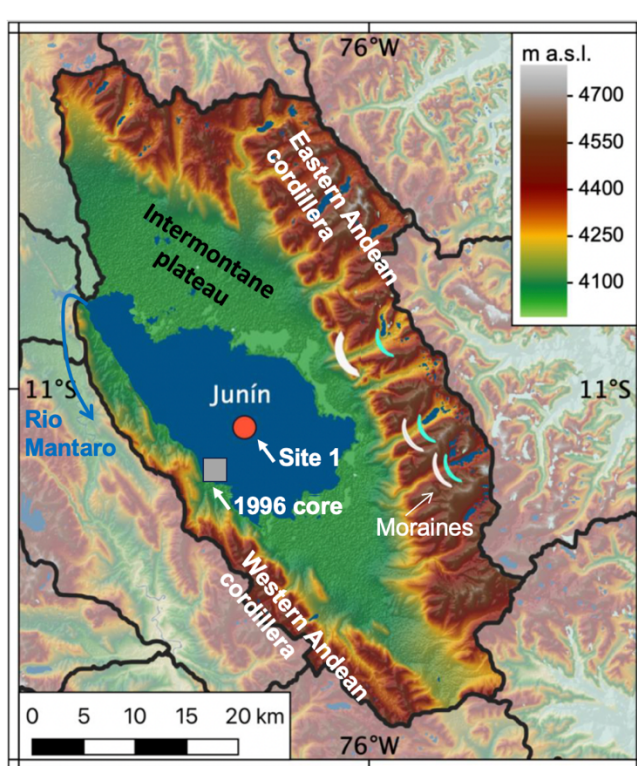 76°W
m a.s.l.
4700
4550
4400
4250
4100
Eastern Andean
cordillera
Intermontane
plateau
11°S
11°S
Junín
Rio
Mantaro
Site 1
1996 core
Moraines
Western Andean
cordillera
0 5 10 15 20 km
76°W